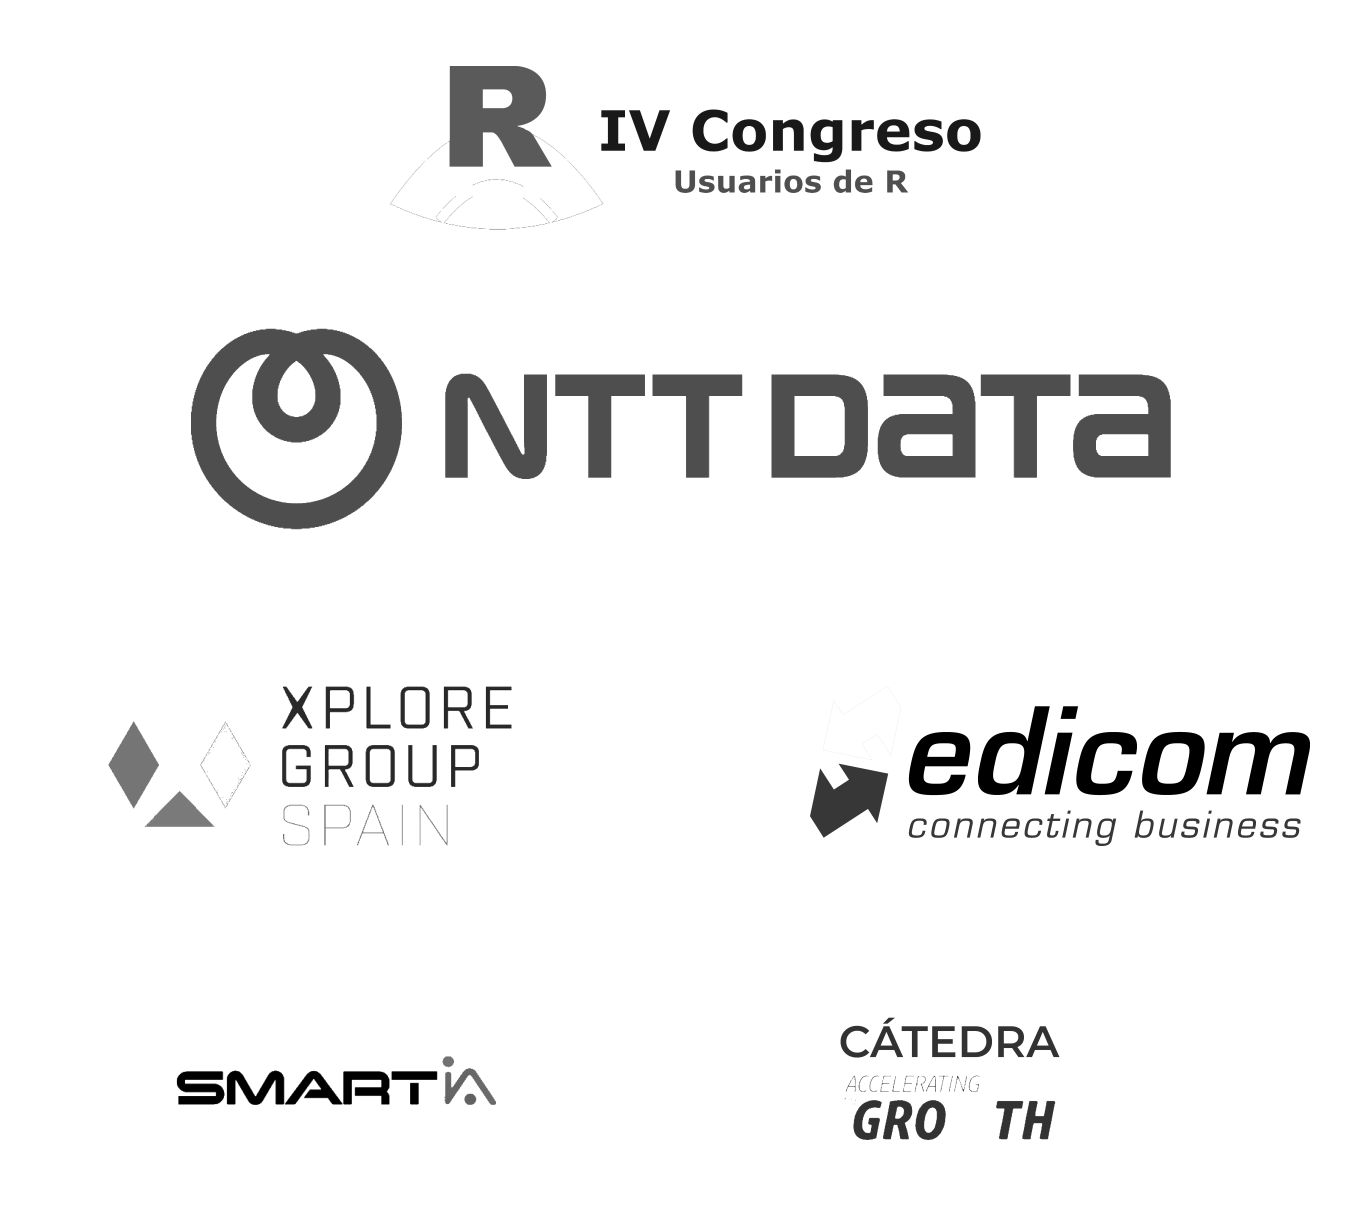 R
IV Congreso
Usuarios de R
NTT DATA
XPLORE
GROUP
SPAIN
edicom
connecting business
SMARTia
CÁTEDRA
ACCELERATING
GRO TH